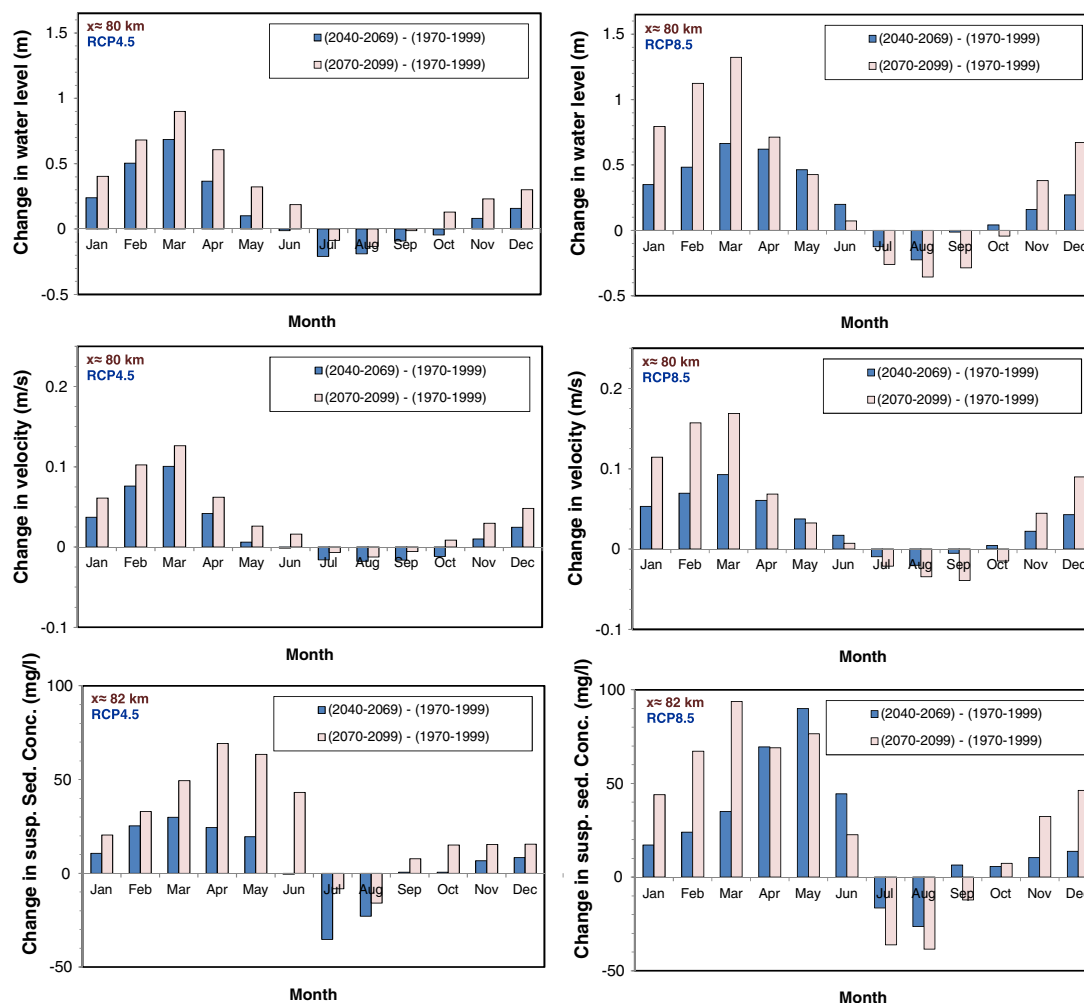 x≈ 80 km
RCP4.5
(2040-2069) - (1970-1999)
(2070-2099) - (1970-1999)
Change in water level (m)
1.5
1
0.5
0
-0.5
Jan Feb Mar Apr May Jun Jul Aug Sep Oct Nov Dec
Month
x≈ 80 km
RCP8.5
(2040-2069) - (1970-1999)
(2070-2099) - (1970-1999)
Change in water level (m)
1.5
1
0.5
0
-0.5
Jan Feb Mar Apr May Jun Jul Aug Sep Oct Nov Dec
Month
x≈ 80 km
RCP4.5
(2040-2069) - (1970-1999)
(2070-2099) - (1970-1999)
Change in velocity (m/s)
0.2
0.1
0
-0.1
Jan Feb Mar Apr May Jun Jul Aug Sep Oct Nov Dec
Month
x≈ 80 km
RCP8.5
(2040-2069) - (1970-1999)
(2070-2099) - (1970-1999)
Change in velocity (m/s)
0.2
0.1
0
-0.1
Jan Feb Mar Apr May Jun Jul Aug Sep Oct Nov Dec
Month
x≈ 82 km
RCP4.5
(2040-2069) - (1970-1999)
(2070-2099) - (1970-1999)
Change in susp. Sed. Conc. (mg/l)
100
50
0
-50
Jan Feb Mar Apr May Jun Jul Aug Sep Oct Nov Dec
Month
x≈ 82 km
RCP8.5
(2040-2069) - (1970-1999)
(2070-2099) - (1970-1999)
Change in susp. sed. Conc. (mg/l)
100
50
0
-50
Jan Feb Mar Apr May Jun Jul Aug Sep Oct Nov Dec
Month